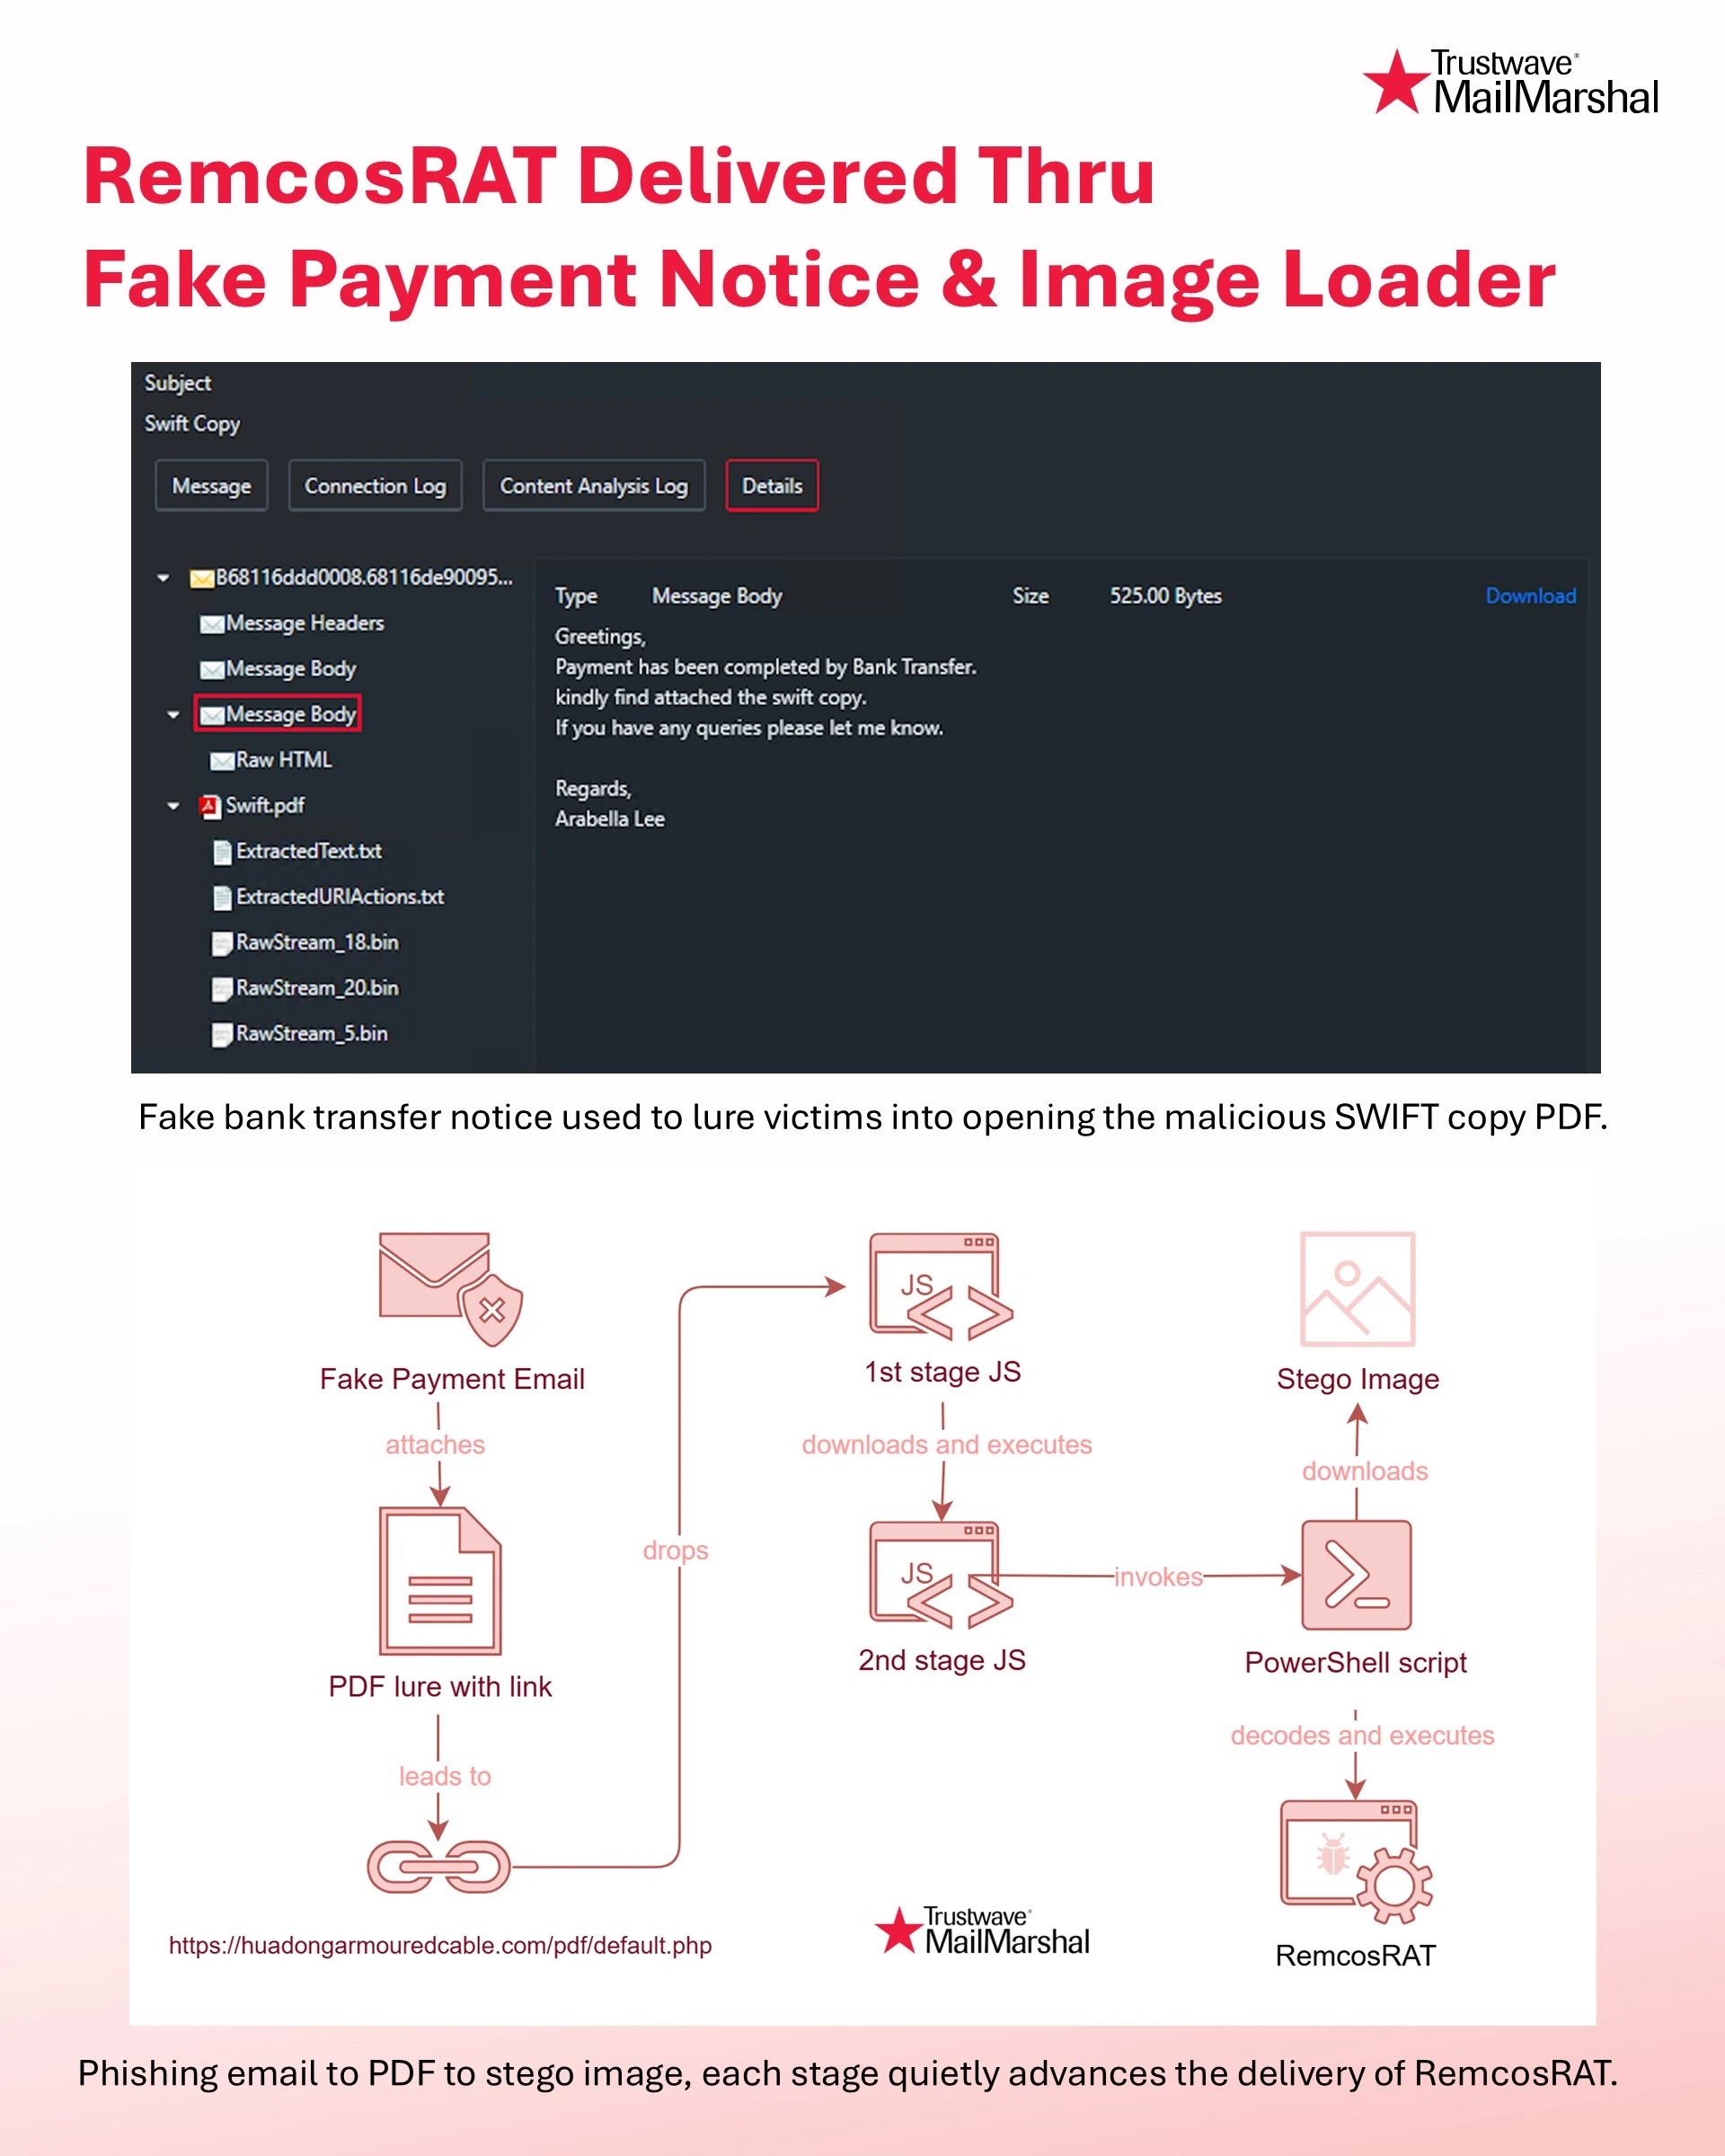 Trustwave®
MailMarshal
RemcosRAT Delivered Thru
Fake Payment Notice & Image Loader
Subject
Swift Copy
Message
Connection Log
Content Analysis Log
Details
B68116ddd0008.68116de90095...
Message Headers
Message Body
Message Body
Raw HTML
Swift.pdf
ExtractedText.txt
ExtractedURIActions.txt
RawStream_18.bin
RawStream_20.bin
RawStream_5.bin
Type Message Body Size 525.00 Bytes Download
Greetings,
Payment has been completed by Bank Transfer.
kindly find attached the swift copy.
If you have any queries please let me know.
Regards,
Arabella Lee
Fake bank transfer notice used to lure victims into opening the malicious SWIFT copy PDF.
Fake Payment Email
attaches
PDF lure with link
leads to
https://huadongarmouredcable.com/pdf/default.php
drops
JS
1st stage JS
downloads and executes
JS
2nd stage JS
invokes
Stego Image
downloads
PowerShell script
decodes and executes
RemcosRAT
Trustwave®
MailMarshal
Phishing email to PDF to stego image, each stage quietly advances the delivery of RemcosRAT.